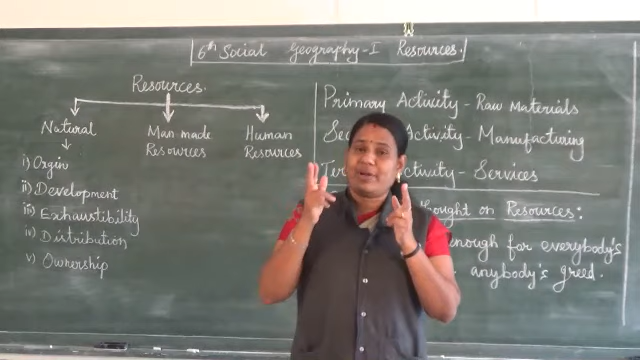 6th Social Geography-I Resources.
Resources.
Natural
Man made Resources
Human Resources
i) Orgin
ii) Development
iii) Exhaustibility
iv) Distribution
v) Ownership
Primary Activity - Raw Materials
Activity - Manufacturing
Activity - Services
thought on Resources:
enough for everybody's
anybody's greed.